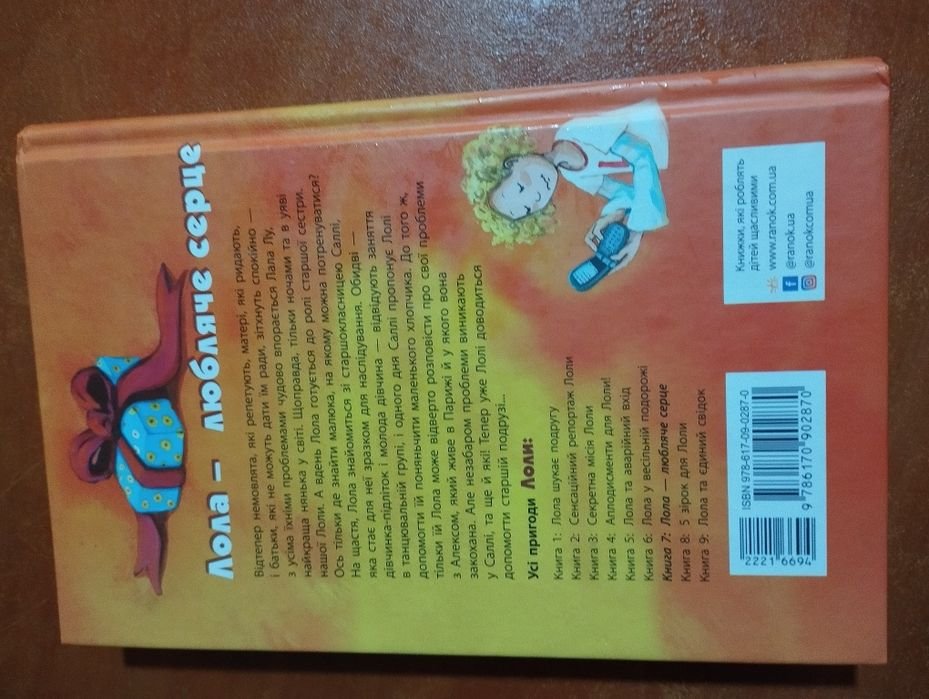 Лола – любляче серце
Відтепер немовлята, які репетують, матері, які ридають,
і батьки, які не можуть дати їм ради, зітхнуть спокійно —
з усіма їхніми проблемами чудово впорається Лала Лу,
найкраща нянька у світі. Щоправда, тільки ночами та в уяві
нашої Лоли. А вдень Лола готується до ролі старшої сестри.
Ось тільки де знайти малюка, на якому можна потренуватися?
На щастя, Лола знайомиться зі старшокласницею Саллі,
яка стає для неї зразком для наслідування. Обидві —
дівчинка-підліток і молода дівчина — відвідують заняття
в танцювальній групі, і одного дня Саллі пропонує Лолі
допомогти їй поняньчити маленького хлопчика. До того ж,
тільки їй Лола може відверто розповісти про свої проблеми
з Алексом, який живе в Парижі й у якого вона
закохана. Але незабаром проблеми виникають
у Саллі, та ще й які! Тепер уже Лолі доводиться
допомогти старшій подрузі...
Усі пригоди Лоли:
Книга 1: Лола шукає подругу
Книга 2: Сенсаційний репортаж Лоли
Книга 3: Секретна місія Лоли
Книга 4: Аплодисменти для Лоли!
Книга 5: Лола та зварійний вхід
Книга 6: Лола у весільній подорожі
Книга 7: Лола — любляче серце
Книга 8: 5 зірок для Лоли
Книга 9: Лола та єдиний свідок
ISBN 978-617-09-0287-0
9 786170 902870
2221 6694
Книжки, які роблять
дітей щасливими
www.ranok.com.ua
@ranok.ua
@ranokcomua